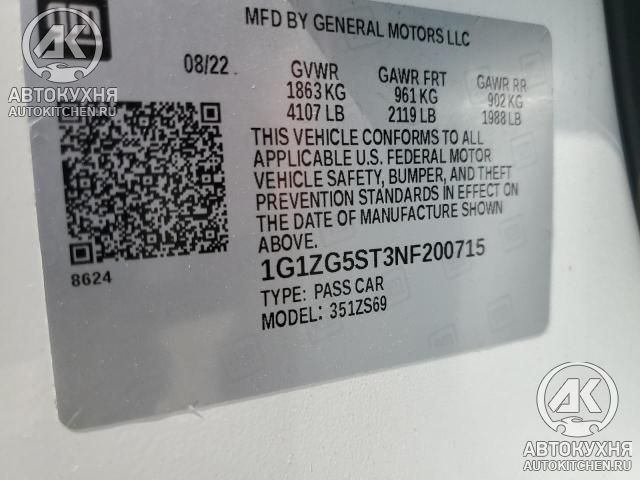 GM
MFD BY GENERAL MOTORS LLC
08/22
GVWR
1863 KG
4107 LB
GAWR FRT
961 KG
2119 LB
GAWR RR
902 KG
1988 LB
THIS VEHICLE CONFORMS TO ALL
APPLICABLE U.S. FEDERAL MOTOR
VEHICLE SAFETY, BUMPER, AND THEFT
PREVENTION STANDARDS IN EFFECT ON
THE DATE OF MANUFACTURE SHOWN
ABOVE.
8624
1G1ZG5ST3NF200715
TYPE: PASS CAR
MODEL: 351ZS69
АК
АВТОКУХНЯ
AUTOKITCHEN.RU
АК
АВТОКУХНЯ
AUTOKITCHEN.RU